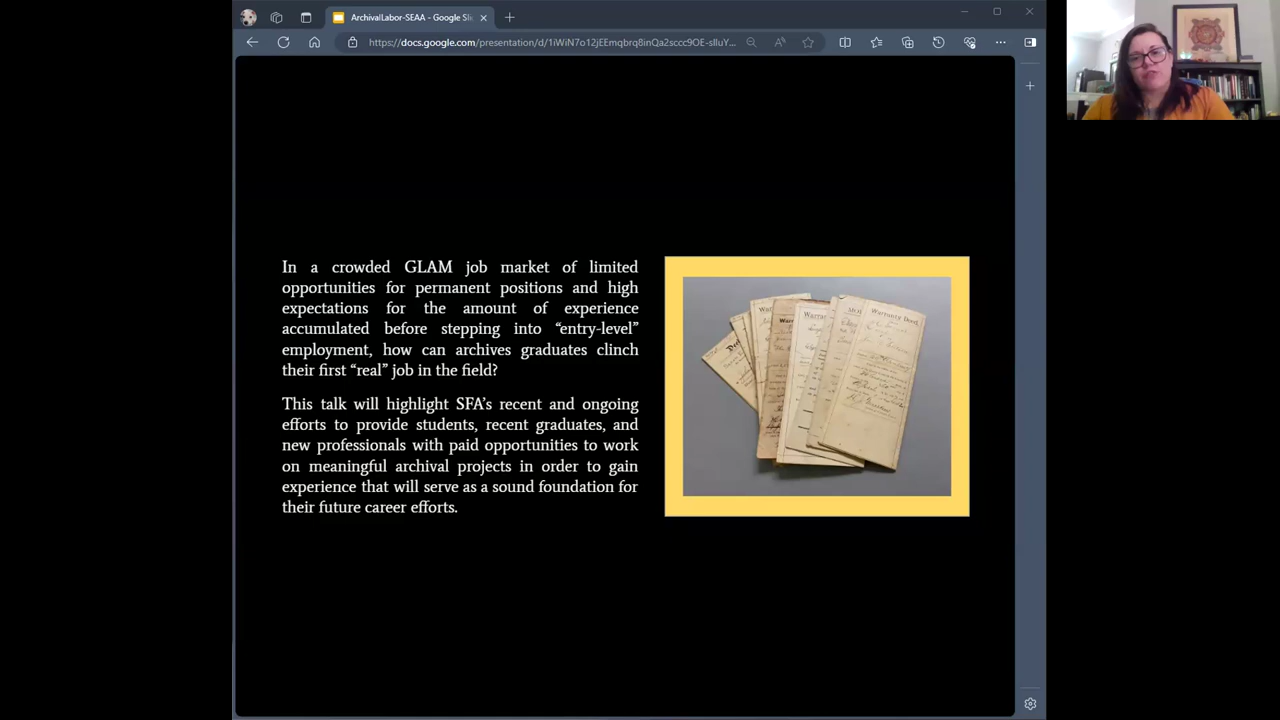 ArchivalLabor-SEAA - Google Sli
https://docs.google.com/presentation/d/1iWiN7o12jEEmqbrq8inQa2sccc9OE-slluY...
In a crowded GLAM job market of limited
opportunities for permanent positions and high
expectations for the amount of experience
accumulated before stepping into “entry-level”
employment, how can archives graduates clinch
their first “real” job in the field?
This talk will highlight SFA’s recent and ongoing
efforts to provide students, recent graduates, and
new professionals with paid opportunities to work
on meaningful archival projects in order to gain
experience that will serve as a sound foundation for
their future career efforts.
Warranty Deed.